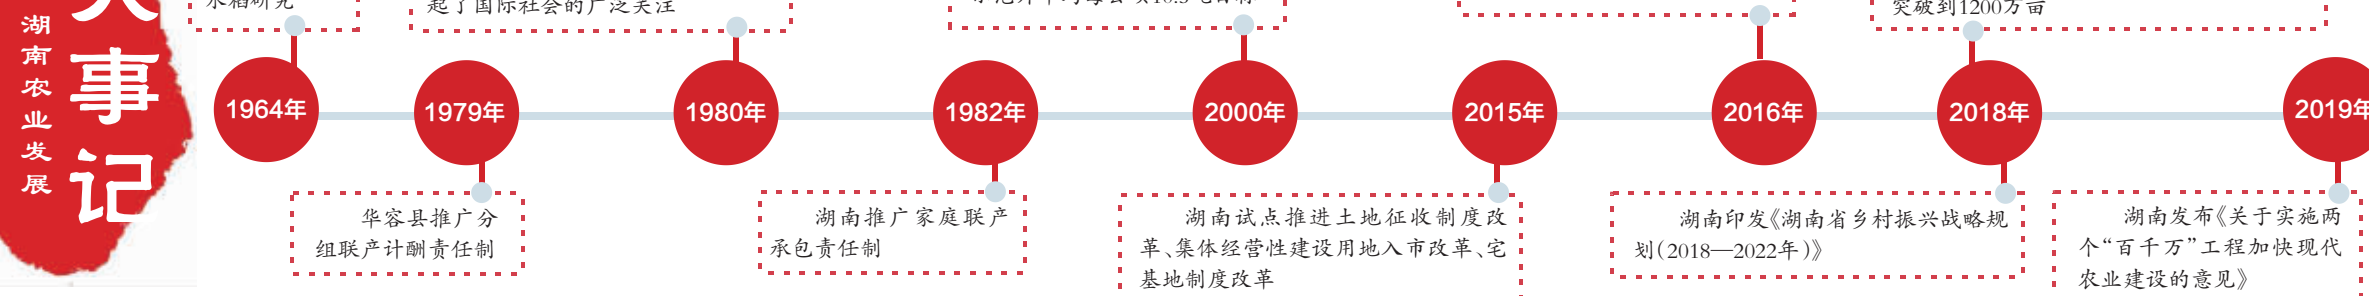 湖南农业发展
大事记
水稻研究
起了国际社会的广泛关注
突破到1200万亩
1964年
1979年
1980年
1982年
2000年
2015年
2016年
2018年
2019年
华容县推广分
组联产计酬责任制
湖南推广家庭联产
承包责任制
湖南试点推进土地征收制度改
革、集体经营性建设用地入市改革、宅
基地制度改革
湖南印发《湖南省乡村振兴战略规
划(2018—2022年)》
湖南发布《关于实施两
个“百千万”工程加快现代
农业建设的意见》